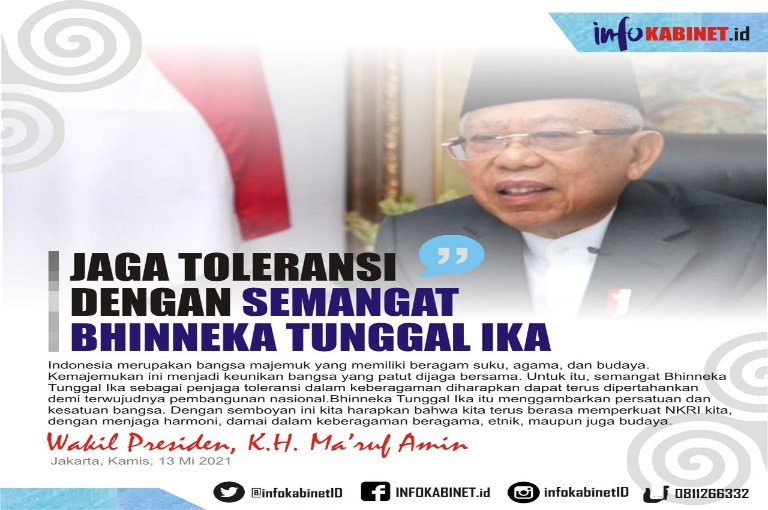 info KABINET.id
JAGA TOLERANSI
DENGAN SEMANGAT
BHINNEKA TUNGGAL IKA
Indonesia merupakan bangsa majemuk yang memiliki beragam suku, agama, dan budaya.
Kemajemukan ini menjadi keunikan bangsa yang patut dijaga bersama. Untuk itu, semangat Bhinneka
Tunggal Ika sebagai penjaga toleransi dalam keberagaman diharapkan dapat terus dipertahankan
demi terwujudnya pembangunan nasional.Bhinneka Tunggal Ika itu menggambarkan persatuan dan
kesatuan bangsa. Dengan semboyan ini kita harapkan bahwa kita terus berasa memperkuat NKRI kita,
dengan menjaga harmoni, damai dalam keberagaman beragama, etnik, maupun juga budaya.
Wakil Presiden, K.H. Ma'ruf Amin
Jakarta, Kamis, 13 Mi 2021
@infokabinetID INFOKABINET.id infokabinetID 0811266332